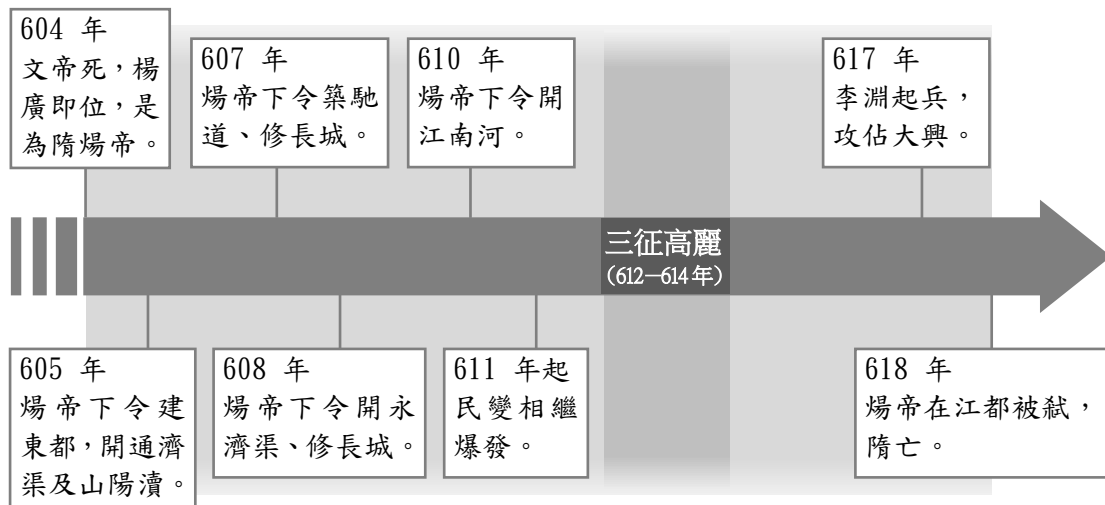 604 年
文帝死，楊
廣即位，是
為隋煬帝。
607 年
煬帝下令築馳
道、修長城。
610 年
煬帝下令開
江南河。
617 年
李淵起兵，
攻佔大興。
三征高麗
(612—614年)
605 年
煬帝下令建
東都，開通濟
渠及山陽瀆。
608 年
煬帝下令開永
濟渠、修長城。
611 年起
民變相繼
爆發。
618 年
煬帝在江都被弒，
隋亡。